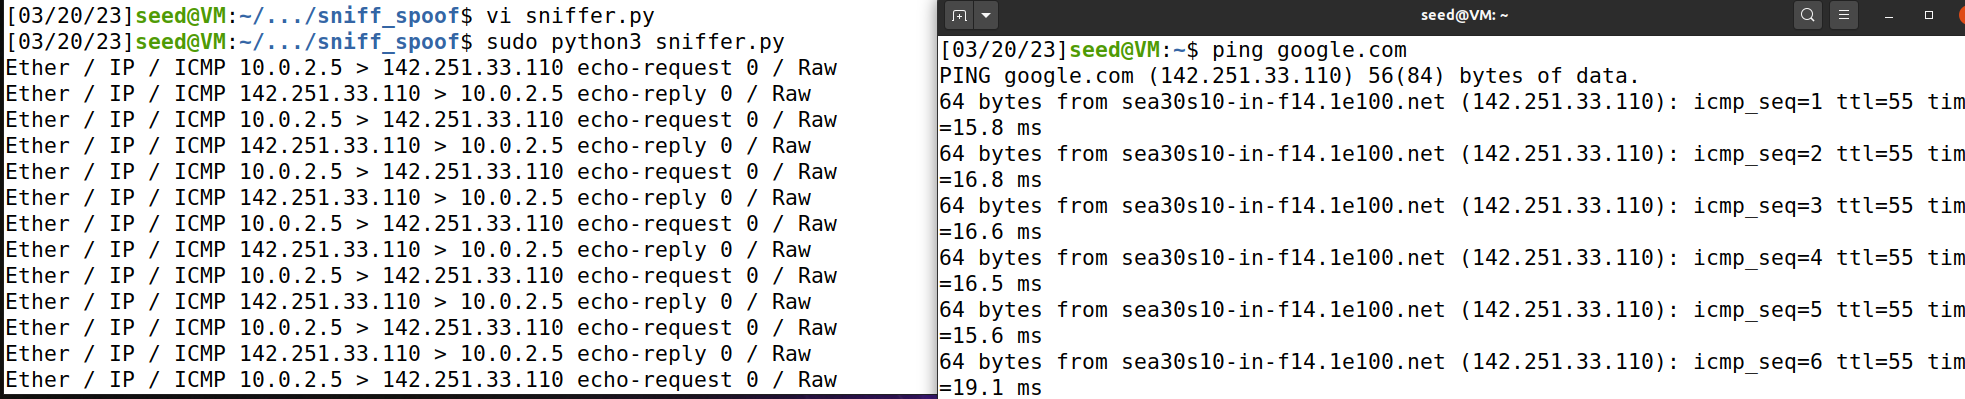 [03/20/23]seed@VM:~/.../sniff_spoof$ vi sniffer.py
[03/20/23]seed@VM:~/.../sniff_spoof$ sudo python3 sniffer.py
Ether / IP / ICMP 10.0.2.5 > 142.251.33.110 echo-request 0 / Raw
Ether / IP / ICMP 142.251.33.110 > 10.0.2.5 echo-reply 0 / Raw
Ether / IP / ICMP 10.0.2.5 > 142.251.33.110 echo-request 0 / Raw
Ether / IP / ICMP 142.251.33.110 > 10.0.2.5 echo-reply 0 / Raw
Ether / IP / ICMP 10.0.2.5 > 142.251.33.110 echo-request 0 / Raw
Ether / IP / ICMP 142.251.33.110 > 10.0.2.5 echo-reply 0 / Raw
Ether / IP / ICMP 10.0.2.5 > 142.251.33.110 echo-request 0 / Raw
Ether / IP / ICMP 142.251.33.110 > 10.0.2.5 echo-reply 0 / Raw
Ether / IP / ICMP 10.0.2.5 > 142.251.33.110 echo-request 0 / Raw
Ether / IP / ICMP 142.251.33.110 > 10.0.2.5 echo-reply 0 / Raw
Ether / IP / ICMP 10.0.2.5 > 142.251.33.110 echo-request 0 / Raw
Ether / IP / ICMP 142.251.33.110 > 10.0.2.5 echo-reply 0 / Raw
Ether / IP / ICMP 10.0.2.5 > 142.251.33.110 echo-request 0 / Raw
seed@VM: ~
[03/20/23]seed@VM:~$ ping google.com
PING google.com (142.251.33.110) 56(84) bytes of data.
64 bytes from sea30s10-in-f14.1e100.net (142.251.33.110): icmp_seq=1 ttl=55 tim
=15.8 ms
64 bytes from sea30s10-in-f14.1e100.net (142.251.33.110): icmp_seq=2 ttl=55 tim
=16.8 ms
64 bytes from sea30s10-in-f14.1e100.net (142.251.33.110): icmp_seq=3 ttl=55 tim
=16.6 ms
64 bytes from sea30s10-in-f14.1e100.net (142.251.33.110): icmp_seq=4 ttl=55 tim
=16.5 ms
64 bytes from sea30s10-in-f14.1e100.net (142.251.33.110): icmp_seq=5 ttl=55 tim
=15.6 ms
64 bytes from sea30s10-in-f14.1e100.net (142.251.33.110): icmp_seq=6 ttl=55 tim
=19.1 ms